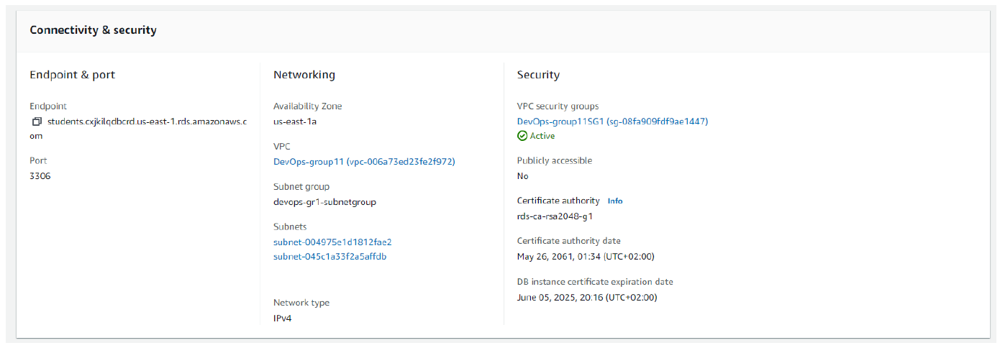 Connectivity & security
Endpoint & port
Endpoint
students.cxjkilqdbcrd.us-east-1.rds.amazonaws.c
om
Port
3306
Networking
Availability Zone
us-east-1a
VPC
DevOps-group11 (vpc-006a73ed23fe2f972)
Subnet group
devops-gr1-subnetgroup
Subnets
subnet-004975e1d1812fae2
subnet-045c1a33f2a5affdb
Network type
IPv4
Security
VPC security groups
DevOps-group11SG1 (sg-08fa909fdf9ae1447)
Active
Publicly accessible
No
Certificate authority Info
rds-ca-rsa2048-g1
Certificate authority date
May 26, 2061, 01:34 (UTC+02:00)
DB instance certificate expiration date
June 05, 2025, 20:16 (UTC+02:00)